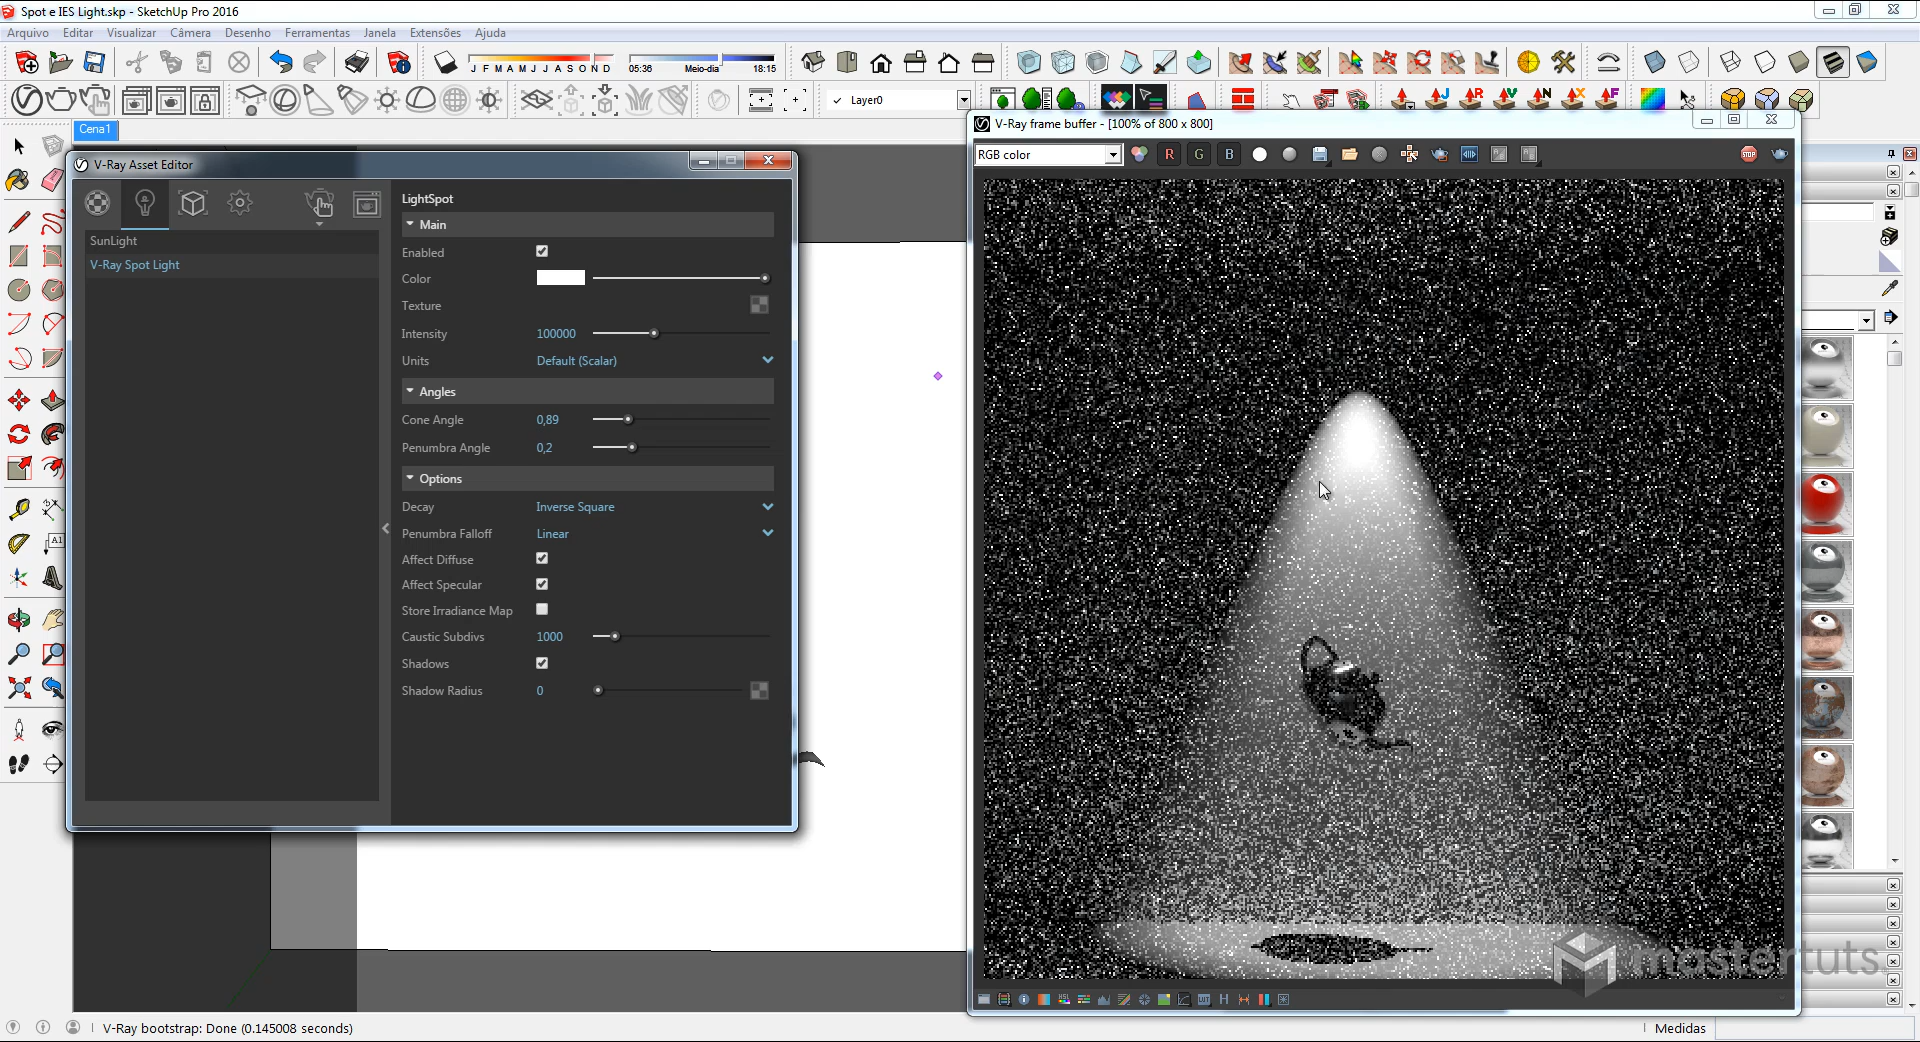 Spot e IES Light.skp - SketchUp Pro 2016
Arquivo Editar Visualizar Câmera Desenho Ferramentas Janela Extensões Ajuda
J F M A M J J A S O N D 05:36 Meio-dia 18:15
Layer0
Cena1
V-Ray Asset Editor
SunLight
V-Ray Spot Light
LightSpot
Main
Enabled
Color
Texture
Intensity 100000
Units Default (Scalar)
Angles
Cone Angle 0,89
Penumbra Angle 0,2
Options
Decay Inverse Square
Penumbra Falloff Linear
Affect Diffuse
Affect Specular
Store Irradiance Map
Caustic Subdivs 1000
Shadows
Shadow Radius 0
V-Ray frame buffer - [100% of 800 x 800]
RGB color R G B STOP
mastertuts
V-Ray bootstrap: Done (0.145008 seconds)
Medidas